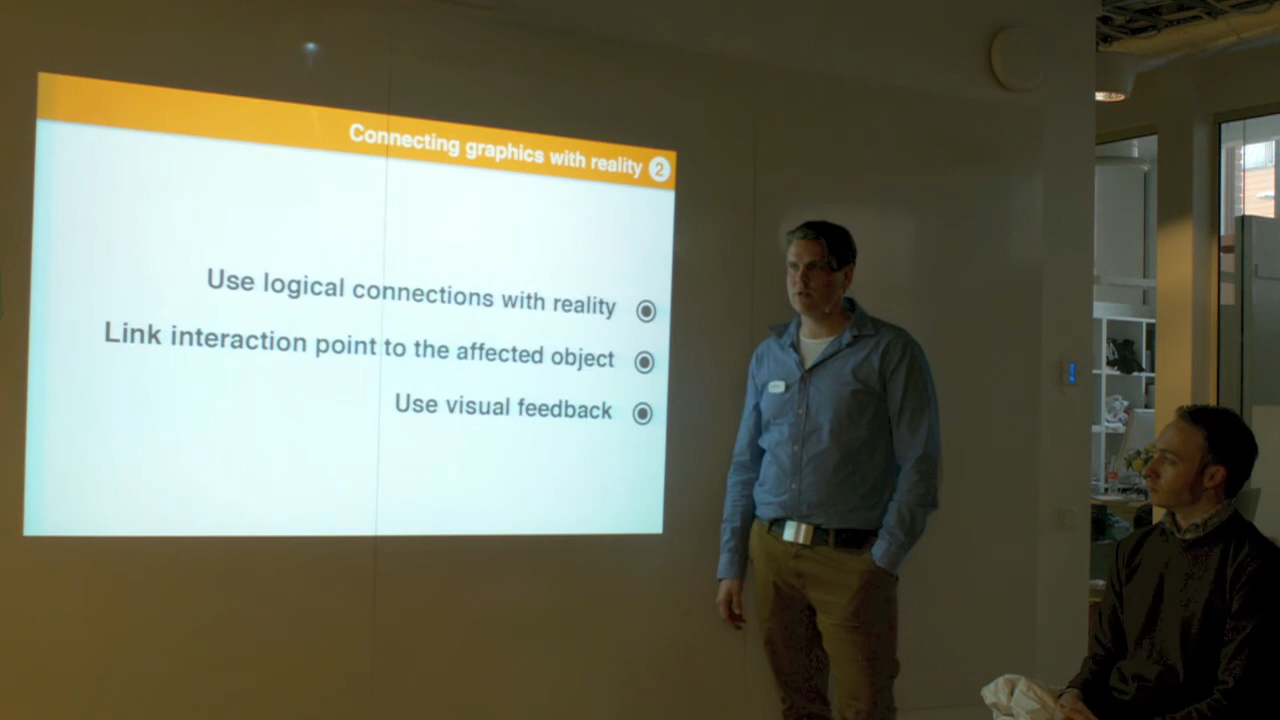 Connecting graphics with reality 2
Use logical connections with reality
Link interaction point to the affected object
Use visual feedback